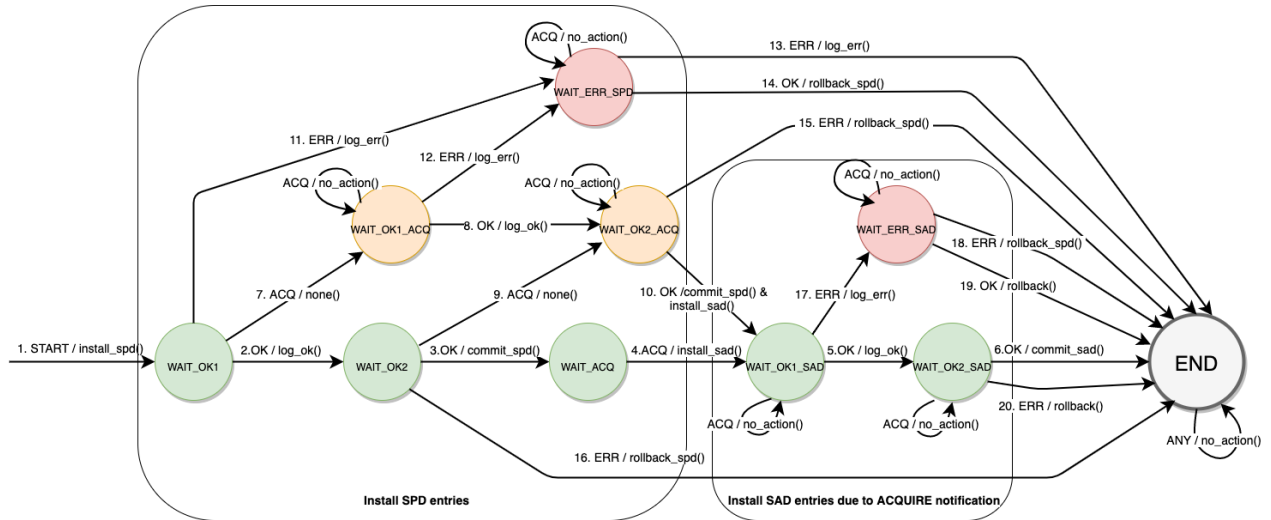 ACQ / no_action()
13. ERR / log_err()
WAIT_ERR_SPD
14. OK / rollback_spd()
15. ERR / rollback_spd()
11. ERR / log_err()
12. ERR / log_err()
ACQ / no_action()
ACQ / no_action()
ACQ / no_action()
WAIT_OK1_ACQ
8. OK / log_ok()
WAIT_OK2_ACQ
WAIT_ERR_SAD
18. ERR / rollback_spd()
19. OK / rollback()
7. ACQ / none()
9. ACQ / none()
10. OK /commit_spd() &
install_sad()
17. ERR / log_err()
1. START / install_spd()
WAIT_OK1
2.OK / log_ok()
WAIT_OK2
3.OK / commit_spd()
WAIT_ACQ
4.ACQ / install_sad()
WAIT_OK1_SAD
5.OK / log_ok()
WAIT_OK2_SAD
6.OK / commit_sad()
END
20. ERR / rollback()
ACQ / no_action()
ACQ / no_action()
ANY / no_action()
16. ERR / rollback_spd()
Install SPD entries
Install SAD entries due to ACQUIRE notification